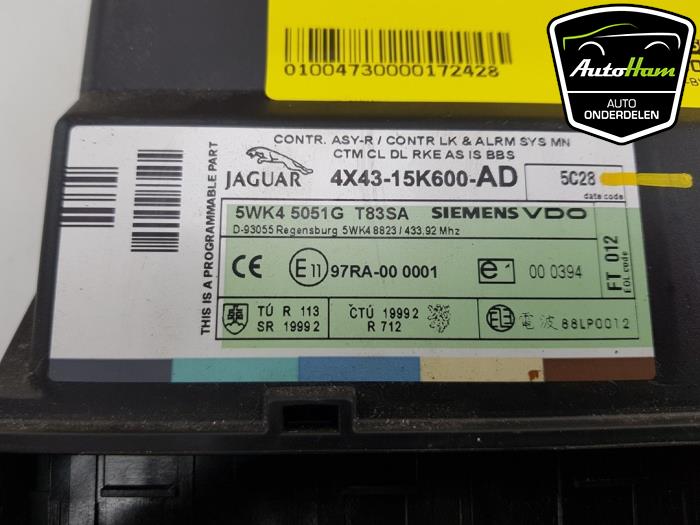 01004730000172428
AutoHam
AUTO
ONDERDELEN
THIS IS A PROGRAMMABLE PART
CONTR. ASY-R / CONTR LK & ALRM SYS MN
CTM CL DL RKE AS IS BBS
JAGUAR 4X43-15K600-AD 5C28
date code
5WK4 5051G T83SA SIEMENS VDO
D-93055 Regensburg 5WK4 8823 / 433.92 Mhz
CE E11 97RA-00 0001 e1 00 0394
FT 012
EOL code
TÚ R 113
SR 1999 2
ČTÚ 1999 2
R 712
電波 88LP0012